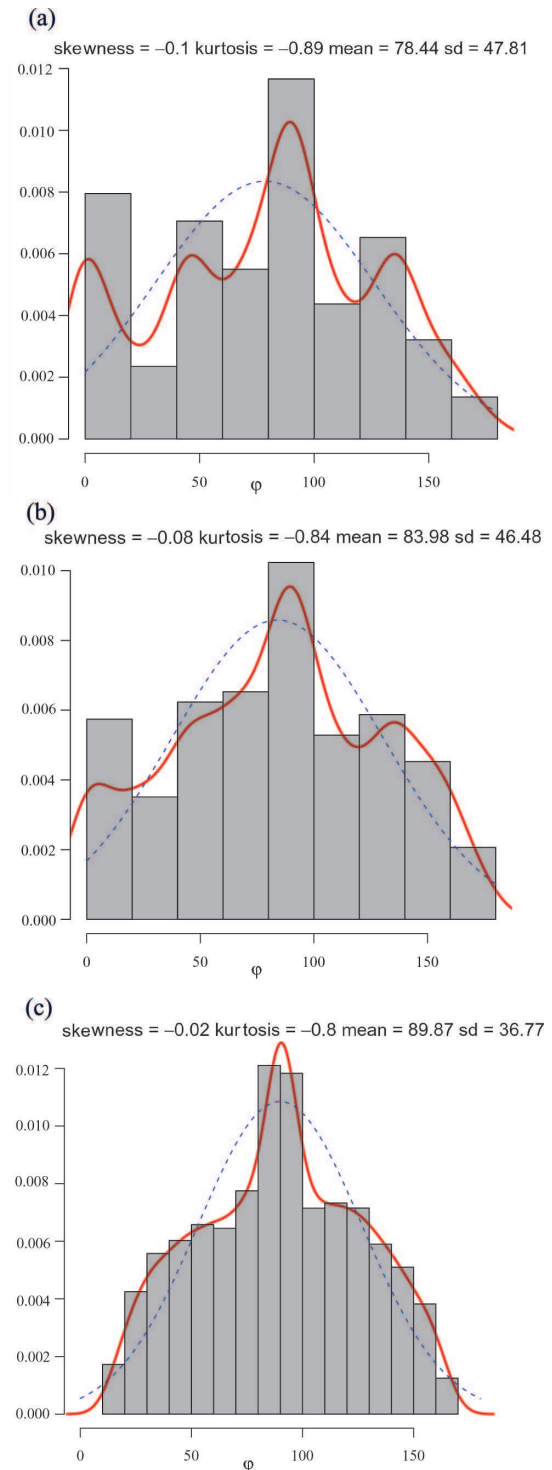 (a)
skewness = −0.1 kurtosis = −0.89 mean = 78.44 sd = 47.81
0.012
0.010
0.008
0.006
0.004
0.002
0.000
0 50 100 150
φ
(b)
skewness = −0.08 kurtosis = −0.84 mean = 83.98 sd = 46.48
0.010
0.008
0.006
0.004
0.002
0.000
0 50 100 150
φ
(c)
skewness = −0.02 kurtosis = −0.8 mean = 89.87 sd = 36.77
0.012
0.010
0.008
0.006
0.004
0.002
0.000
0 50 100 150
φ